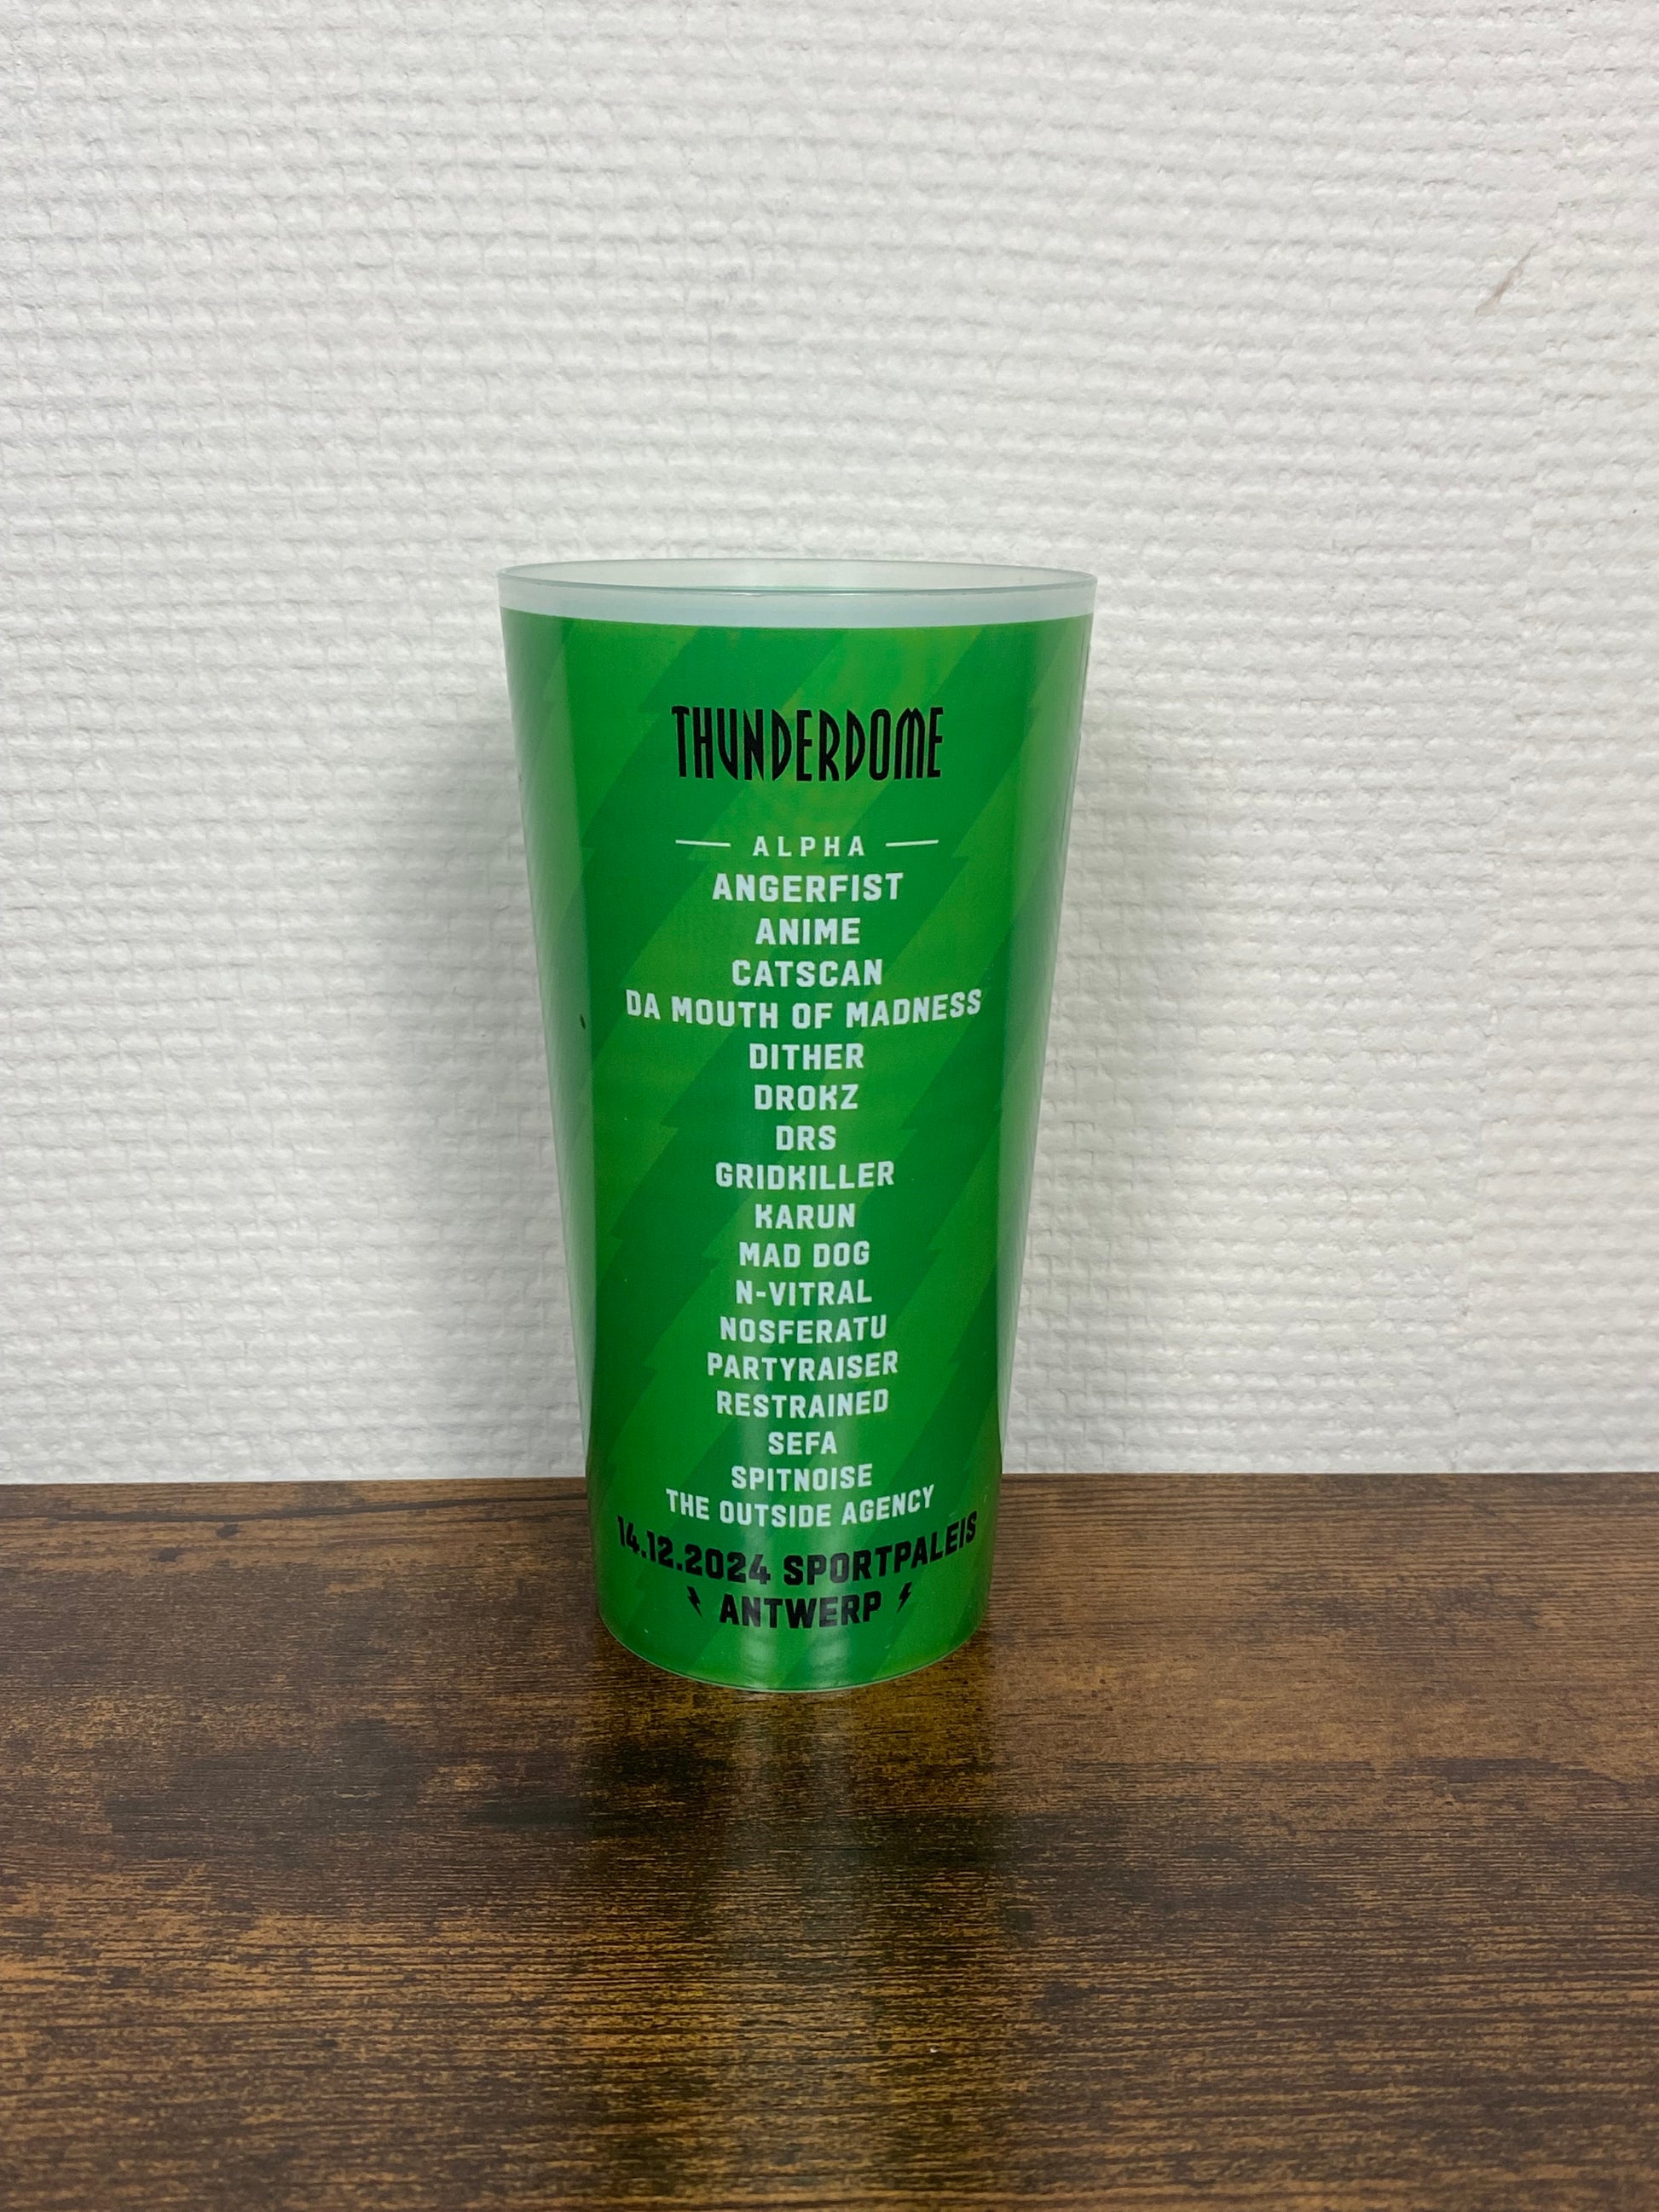 THUNDERDOME
ALPHA
ANGERFIST
ANIME
CATSCAN
DA MOUTH OF MADNESS
DITHER
DROKZ
DRS
GRIDKILLER
KARUN
MAD DOG
N-VITRAL
NOSFERATU
PARTYRAISER
RESTRAINED
SEFA
SPITNOISE
THE OUTSIDE AGENCY
14.12.2024 SPORTPALEIS
ANTWERP